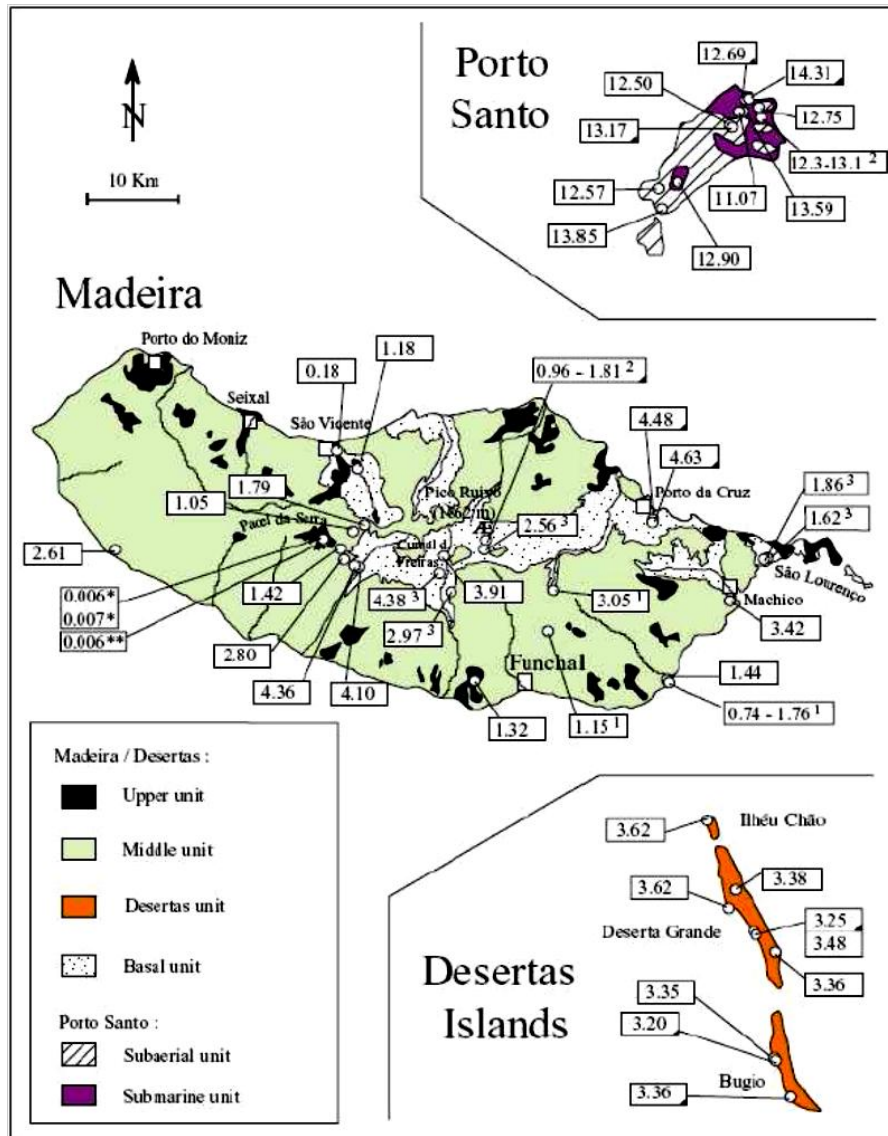 N
10 Km
Porto
Santo
12.69
14.31
12.50
12.75
13.17
12.3-13.1 ²
12.57
11.07
13.59
13.85
12.90
Madeira
Porto do Moniz
1.18
0.18
0.96 - 1.81 ²
Seixal
São Vicente
4.48
4.63
1.79
Pico Ruivo
(1862m)
Porto da Cruz
1.86 ³
1.05
1.62 ³
2.56 ³
2.61
São Lourenço
0.006*
0.007*
1.42
Freiras
4.38 ³
3.91
3.05 ¹
Machico
0.006**
2.97 ³
3.42
2.80
4.36
4.10
Funchal
1.44
1.32
1.15 ¹
0.74 - 1.76 ¹
Madeira / Desertas :
Upper unit
Middle unit
Desertas unit
Basal unit
Porto Santo :
Subaerial unit
Submarine unit
Ilhéu Chão
3.62
3.38
3.62
Deserta Grande
3.25
3.48
3.36
Desertas
Islands
3.35
3.20
Bugio
3.36